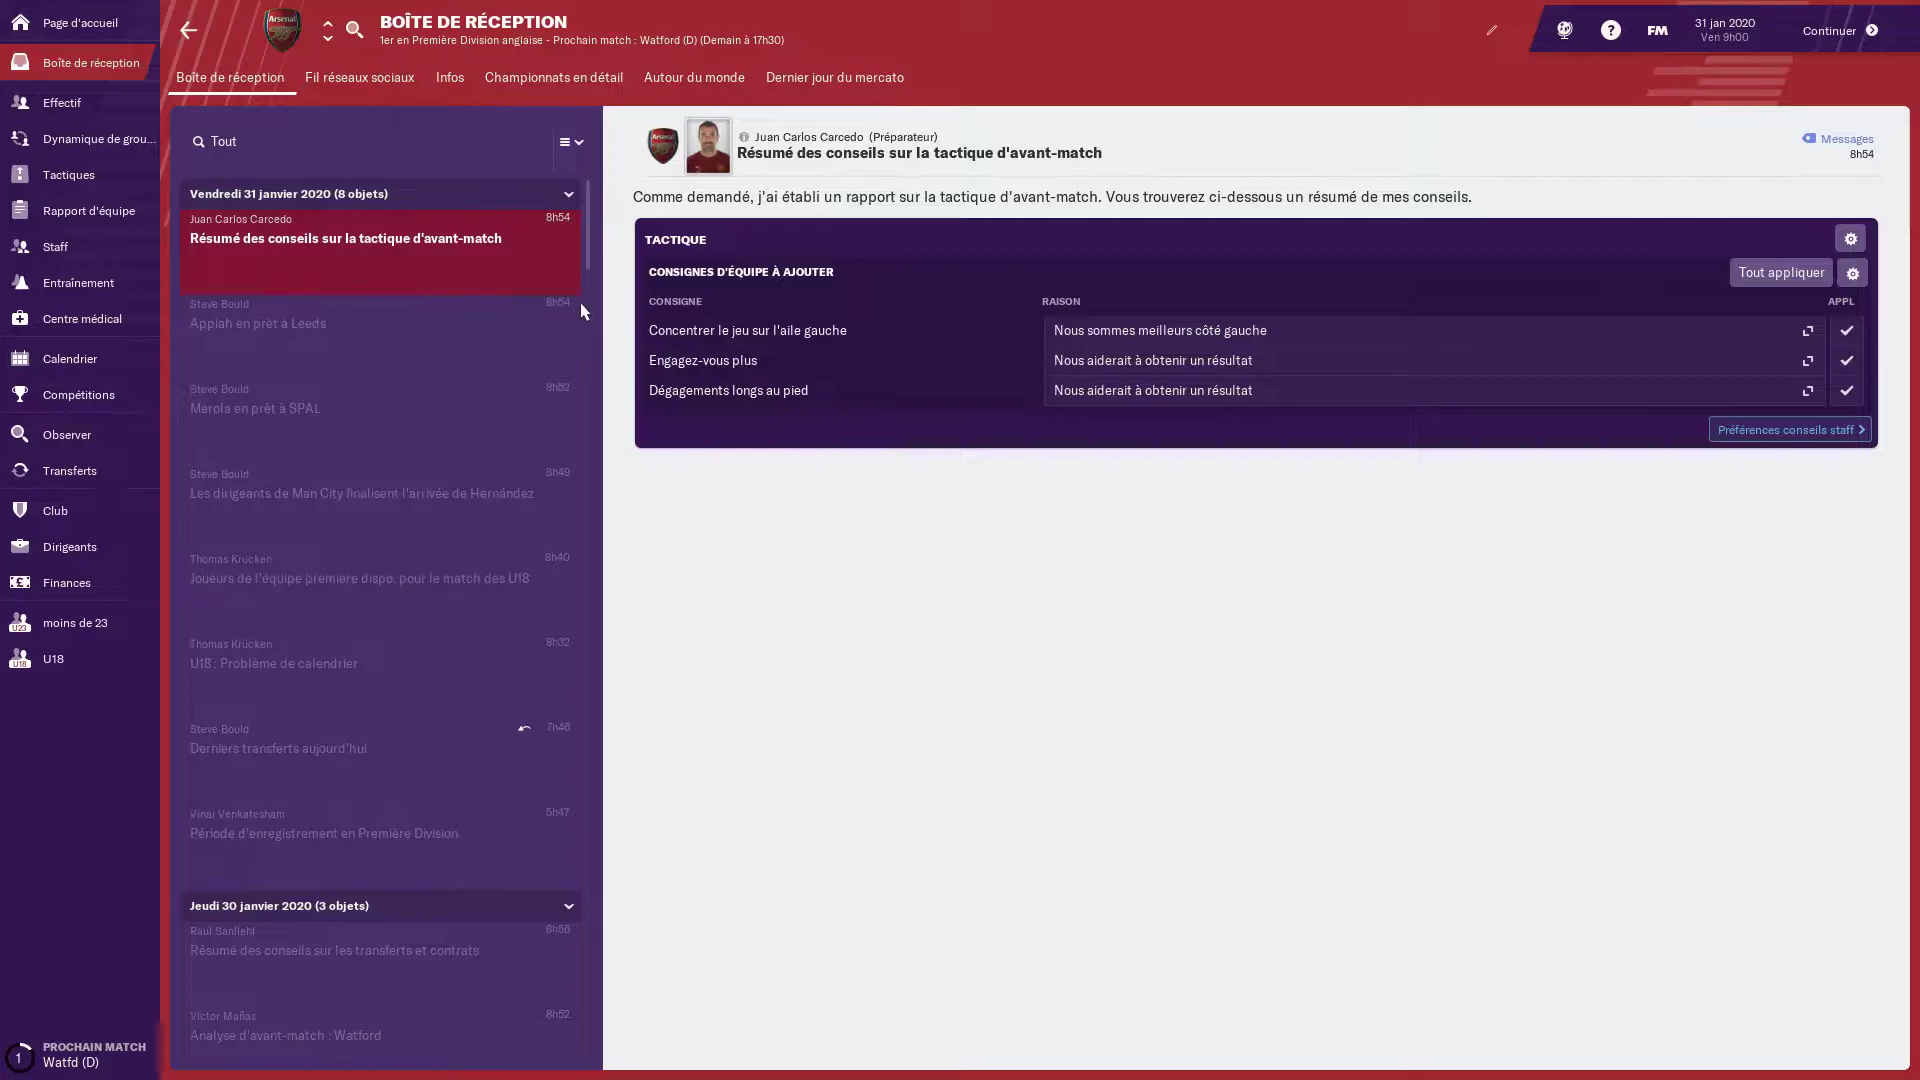 Page d'accueil
Boîte de réception
Effectif
Dynamique de grou...
Tactiques
Rapport d'équipe
Staff
Entraînement
Centre médical
Calendrier
Compétitions
Observer
Transferts
Club
Dirigeants
Finances
U23 moins de 23
U18 U18
1 PROCHAIN MATCH
Watfd (D)
Arsenal
BOÎTE DE RÉCEPTION
1er en Première Division anglaise - Prochain match : Watford (D) (Demain à 17h30)
? FM 31 jan 2020
Ven 9h00
Continuer
Boîte de réception Fil réseaux sociaux Infos Championnats en détail Autour du monde Dernier jour du mercato
Tout
Vendredi 31 janvier 2020 (8 objets)
Juan Carlos Carcedo 8h54
Résumé des conseils sur la tactique d'avant-match
Steve Bould 8h54
Appiah en prêt à Leeds
Steve Bould 8h52
Merola en prêt à SPAL
Steve Bould 8h49
Les dirigeants de Man City finalisent l'arrivée de Hernández
Thomas Krücken 8h40
Joueurs de l'équipe première dispo. pour le match des U18
Thomas Krücken 8h32
U18 : Problème de calendrier
Steve Bould 7h46
Derniers transferts aujourd'hui
Vinai Venkatesham 5h47
Période d'enregistrement en Première Division
Jeudi 30 janvier 2020 (3 objets)
Raul Sanllehí 8h56
Résumé des conseils sur les transferts et contrats
Víctor Mañas 8h52
Analyse d'avant-match : Watford
Arsenal
Juan Carlos Carcedo (Préparateur)
Résumé des conseils sur la tactique d'avant-match
Messages
8h54
Comme demandé, j'ai établi un rapport sur la tactique d'avant-match. Vous trouverez ci-dessous un résumé de mes conseils.
TACTIQUE
CONSIGNES D'ÉQUIPE À AJOUTER
Tout appliquer
CONSIGNE RAISON APPL
Concentrer le jeu sur l'aile gauche Nous sommes meilleurs côté gauche
Engagez-vous plus Nous aiderait à obtenir un résultat
Dégagements longs au pied Nous aiderait à obtenir un résultat
Préférences conseils staff